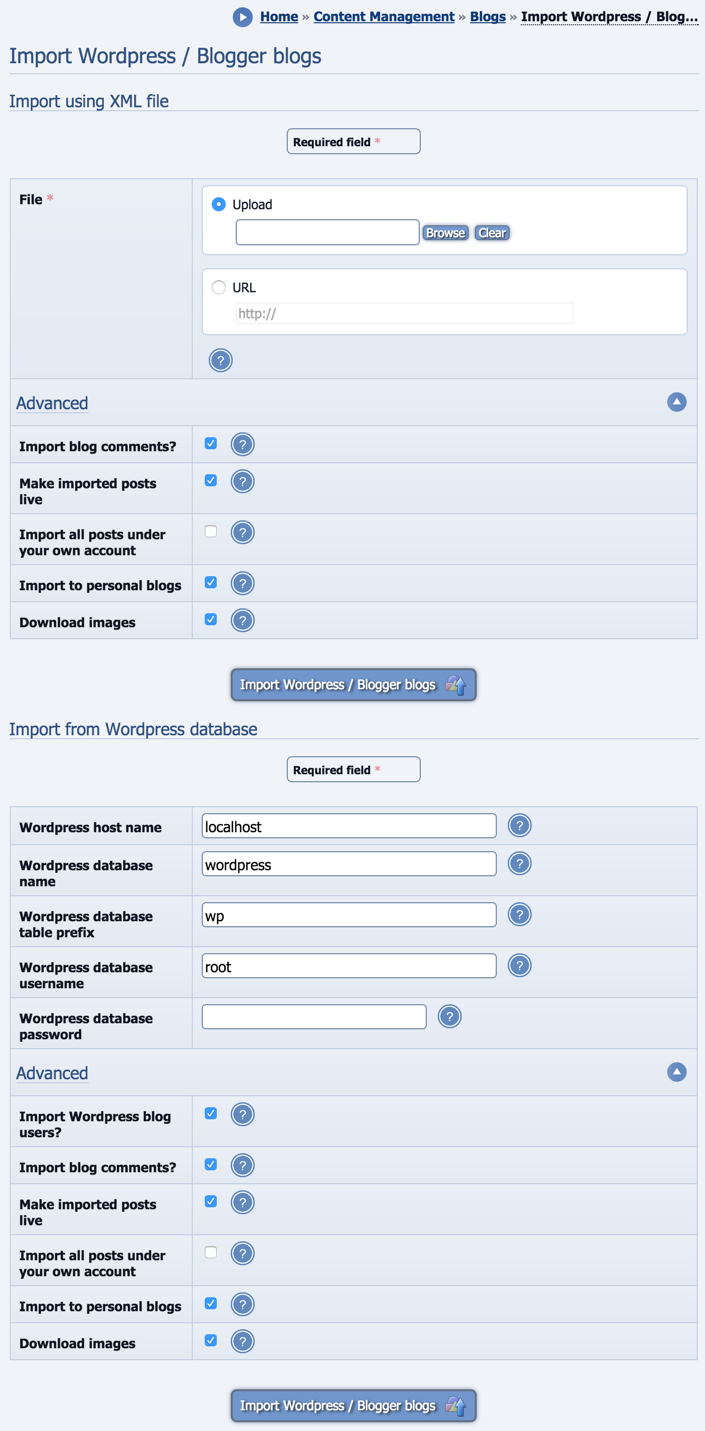 Home » Content Management » Blogs » Import Wordpress / Blog...
Import Wordpress / Blogger blogs
Import using XML file
Required field *
File *
Upload
Browse Clear
URL
http://
?
Advanced
Import blog comments? ?
Make imported posts
live
?
Import all posts under
your own account
?
Import to personal blogs ?
Download images ?
Import Wordpress / Blogger blogs
Import from Wordpress database
Required field *
Wordpress host name localhost ?
Wordpress database
name
wordpress ?
Wordpress database
table prefix
wp ?
Wordpress database
username
root ?
Wordpress database
password
?
Advanced
Import Wordpress blog
users?
?
Import blog comments? ?
Make imported posts
live
?
Import all posts under
your own account
?
Import to personal blogs ?
Download images ?
Import Wordpress / Blogger blogs